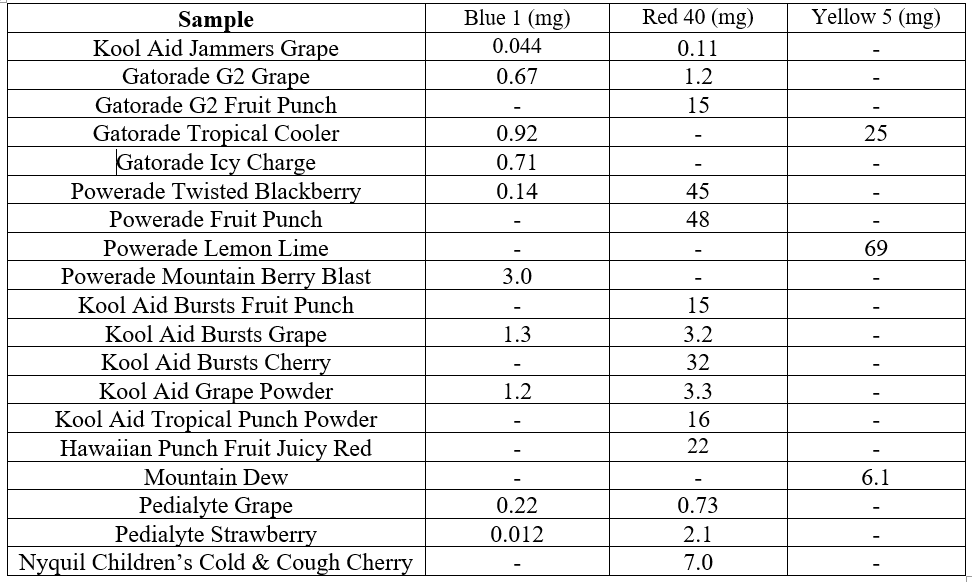 Sample Blue 1 (mg) Red 40 (mg) Yellow 5 (mg)
Kool Aid Jammers Grape 0.044 0.11 -
Gatorade G2 Grape 0.67 1.2 -
Gatorade G2 Fruit Punch - 15 -
Gatorade Tropical Cooler 0.92 - 25
Gatorade Icy Charge 0.71 - -
Powerade Twisted Blackberry 0.14 45 -
Powerade Fruit Punch - 48 -
Powerade Lemon Lime - - 69
Powerade Mountain Berry Blast 3.0 - -
Kool Aid Bursts Fruit Punch - 15 -
Kool Aid Bursts Grape 1.3 3.2 -
Kool Aid Bursts Cherry - 32 -
Kool Aid Grape Powder 1.2 3.3 -
Kool Aid Tropical Punch Powder - 16 -
Hawaiian Punch Fruit Juicy Red - 22 -
Mountain Dew - - 6.1
Pedialyte Grape 0.22 0.73 -
Pedialyte Strawberry 0.012 2.1 -
Nyquil Children’s Cold & Cough Cherry - 7.0 -